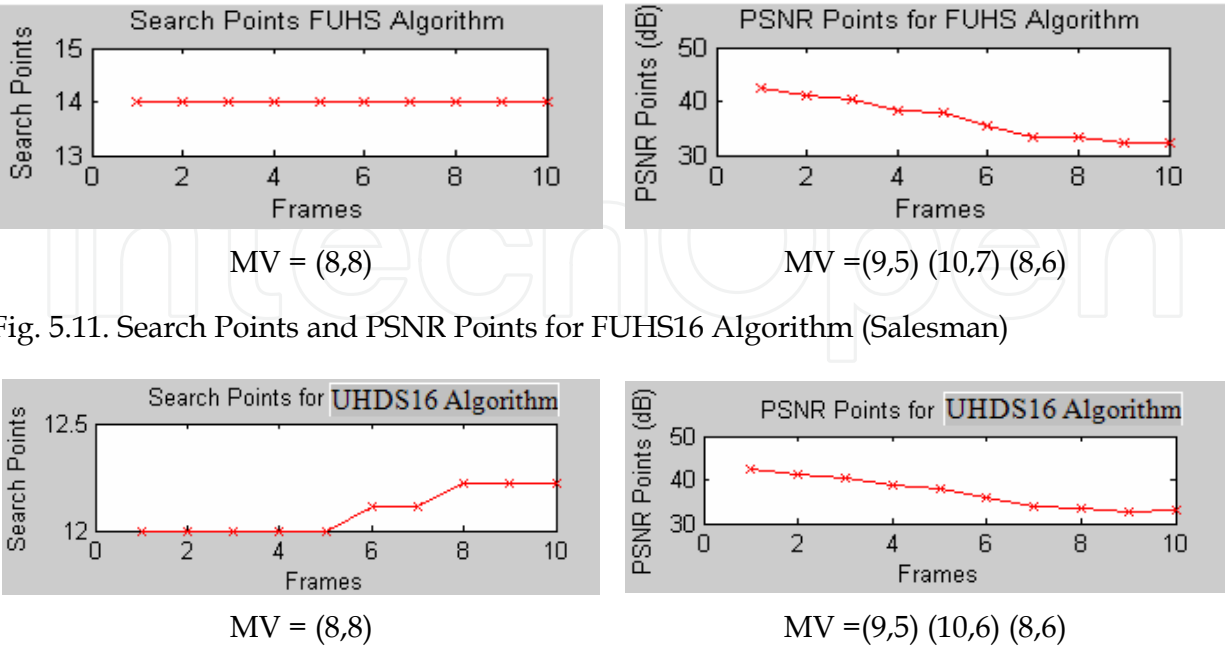 Search Points FUHS Algorithm
Search Points
15
14
13
0 2 4 6 8 10
Frames
MV = (8,8)
PSNR Points for FUHS Algorithm
PSNR Points (dB)
50
40
30
0 2 4 6 8 10
Frames
MV =(9,5) (10,7) (8,6)
IntechOpen
Fig. 5.11. Search Points and PSNR Points for FUHS16 Algorithm (Salesman)
Search Points for UHDS16 Algorithm
Search Points
12.5
12
0 2 4 6 8 10
Frames
MV = (8,8)
PSNR Points for UHDS16 Algorithm
PSNR Points (dB)
50
40
30
0 2 4 6 8 10
Frames
MV =(9,5) (10,6) (8,6)